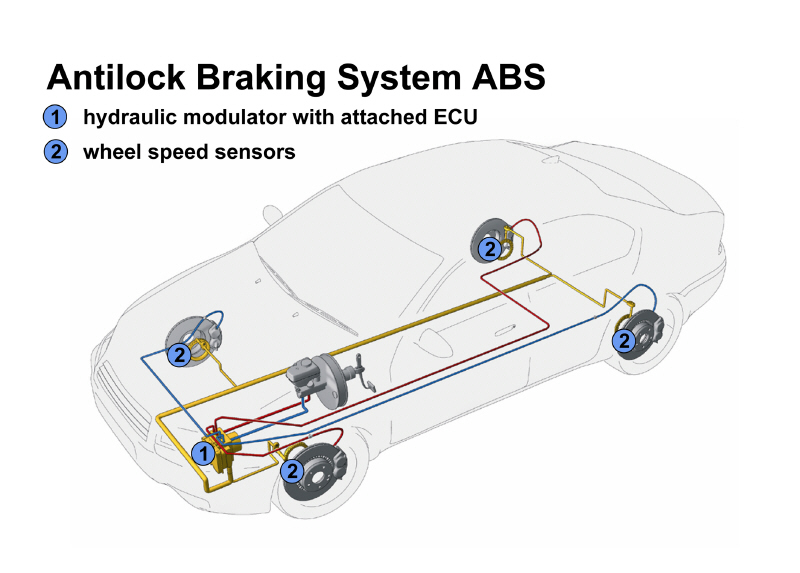 Antilock Braking System ABS
1 hydraulic modulator with attached ECU
2 wheel speed sensors
2
2
2
2
1
2